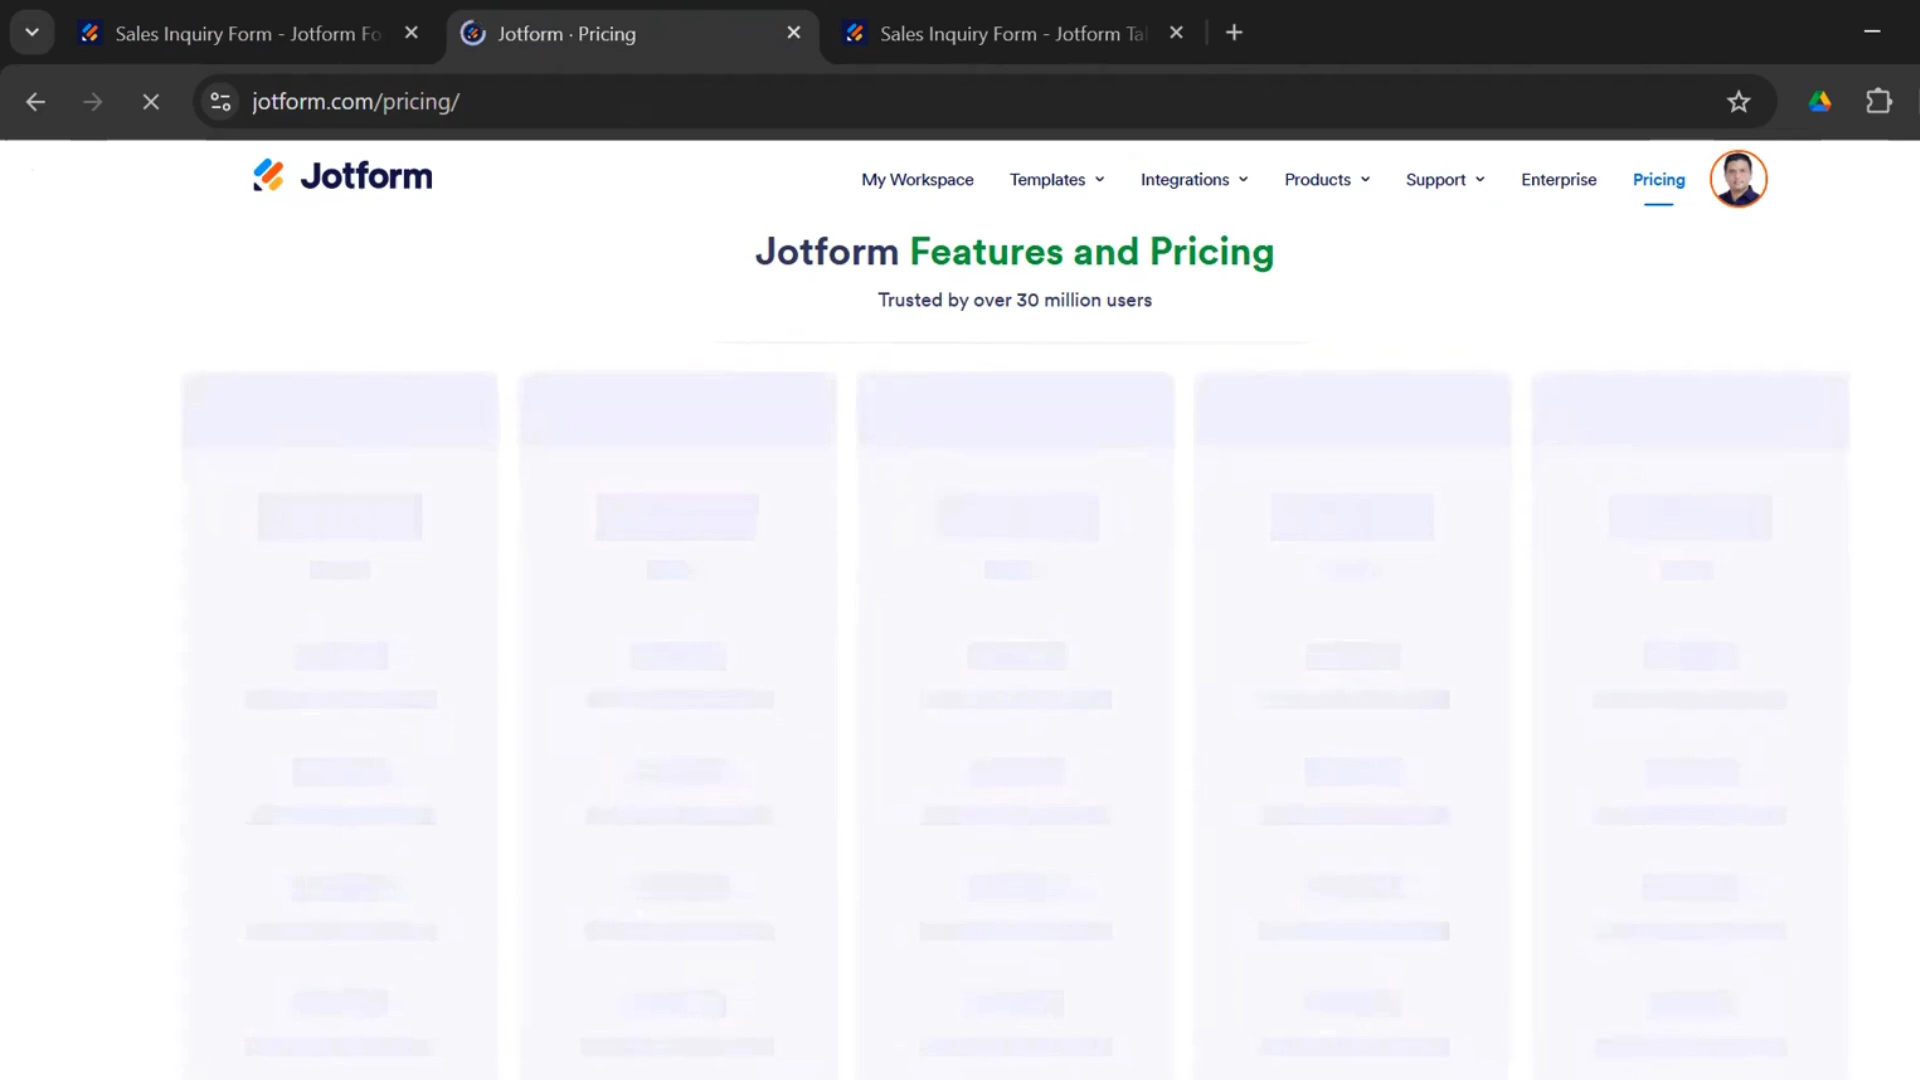 Sales Inquiry Form - Jotform Fo
Jotform · Pricing
Sales Inquiry Form - Jotform Ta
jotform.com/pricing/
Jotform
My Workspace
Templates
Integrations
Products
Support
Enterprise
Pricing
Jotform Features and Pricing
Trusted by over 30 million users